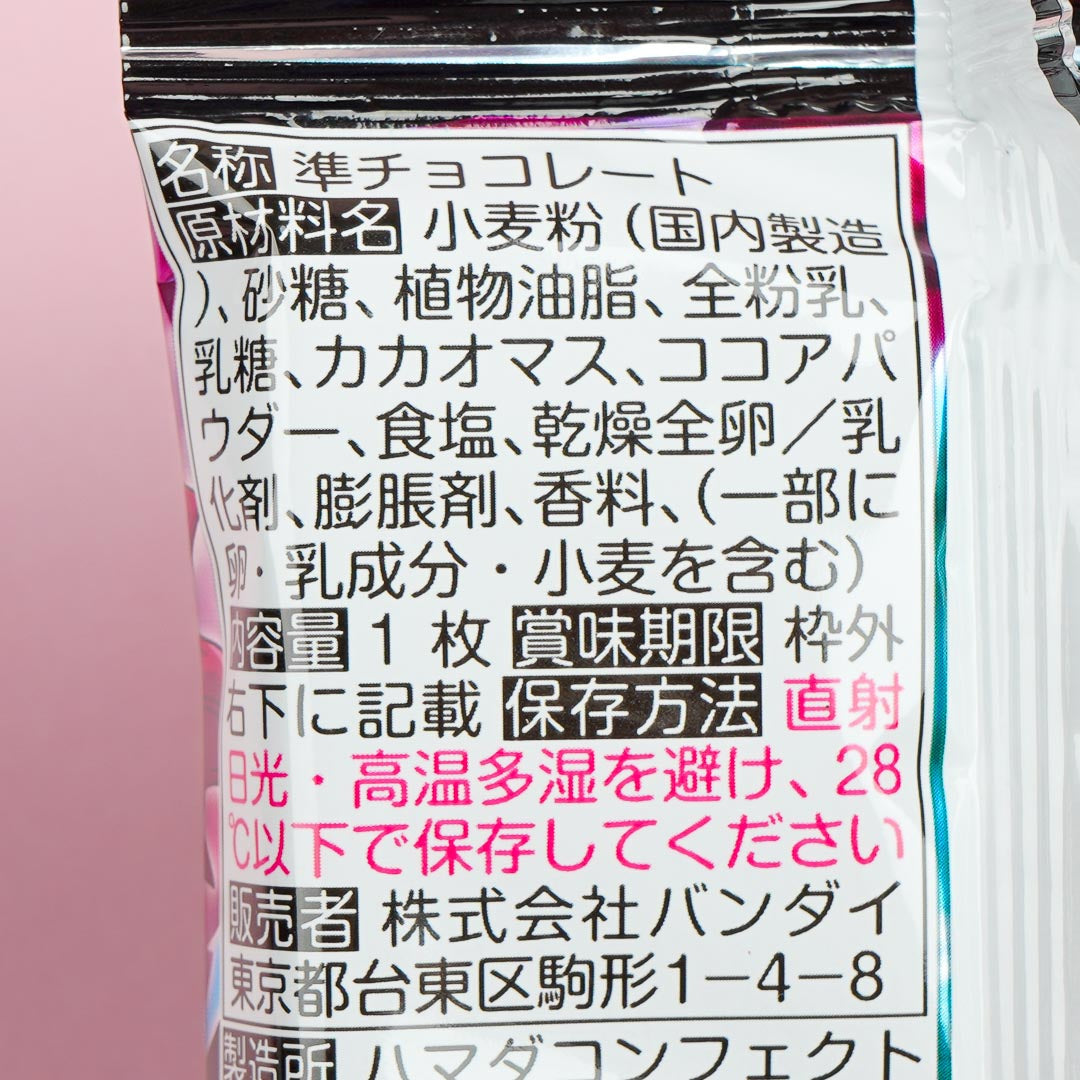 名称 準チョコレート
原材料名 小麦粉（国内製造
）、砂糖、植物油脂、全粉乳、
乳糖、カカオマス、ココアパ
ウダー、食塩、乾燥全卵／乳
化剤、膨脹剤、香料、（一部に
卵・乳成分・小麦を含む）
内容量 1 枚 賞味期限 枠外
右下に記載 保存方法 直射
日光・高温多湿を避け、28
℃以下で保存してください
販売者 株式会社バンダイ
東京都台東区駒形1-4-8
製造所 ハマダコンフェクト